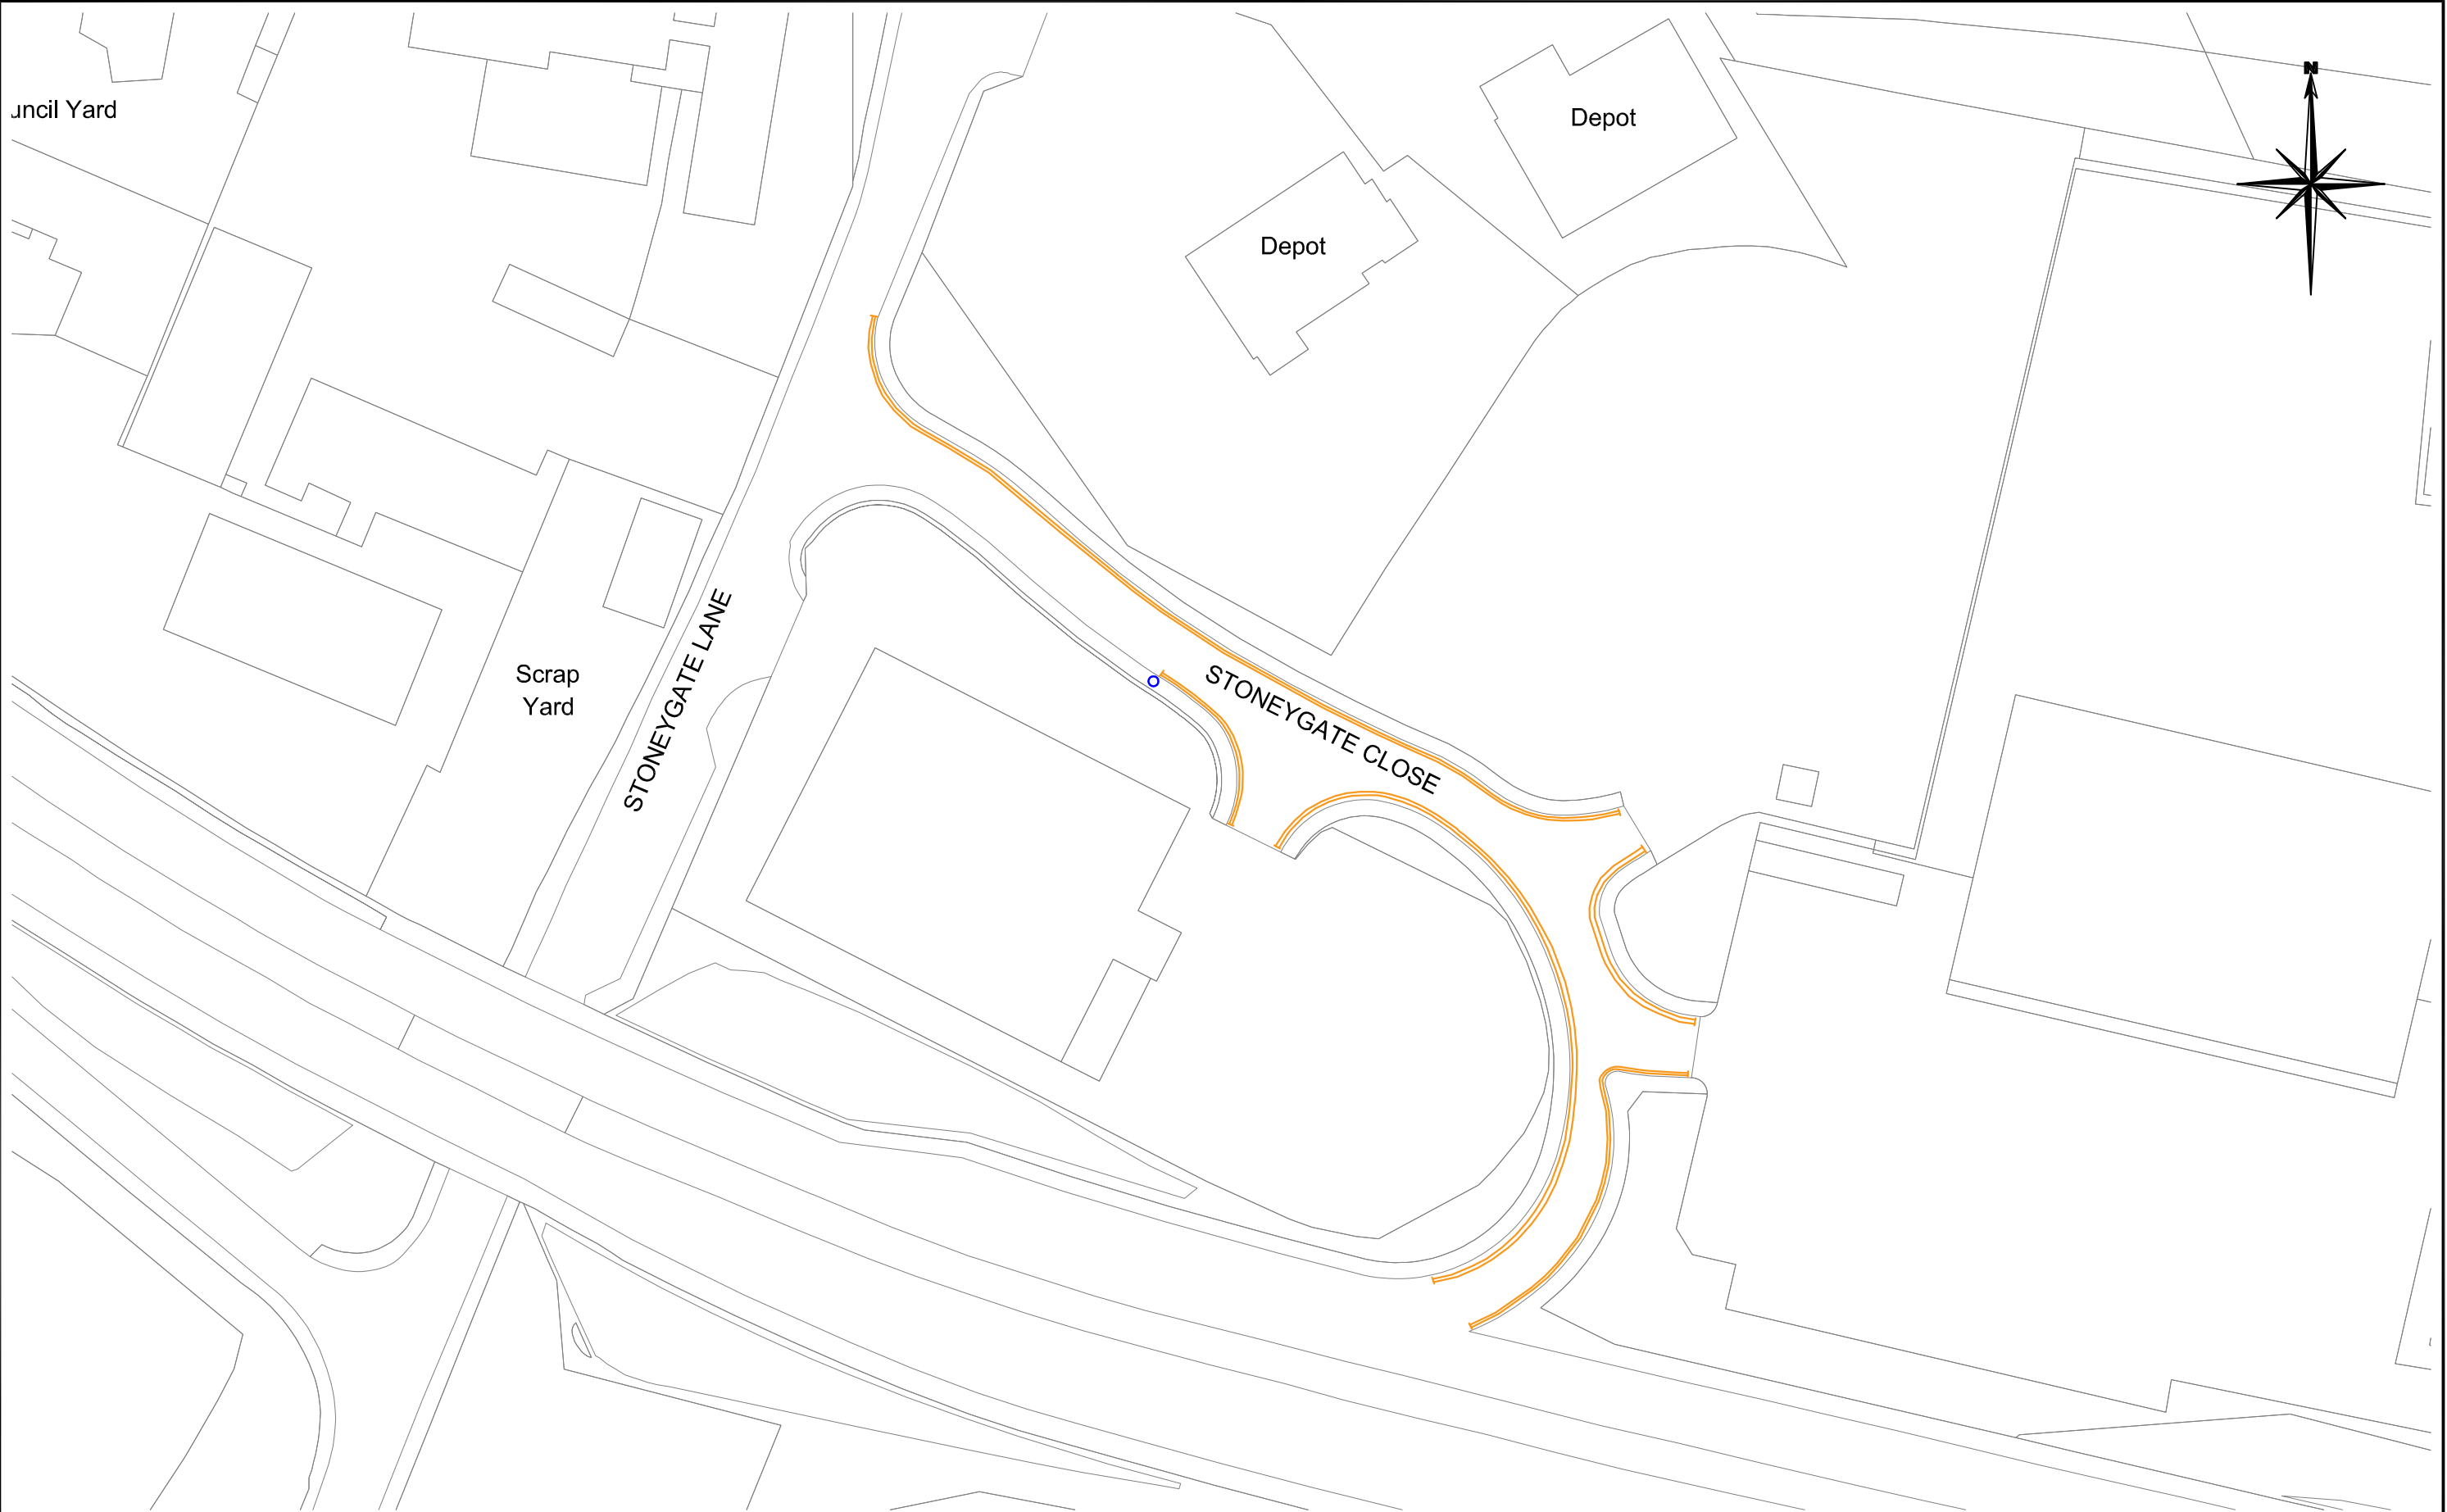 N
uncil Yard
Depot
Depot
Scrap
Yard
STONEYGATE LANE
STONEYGATE CLOSE